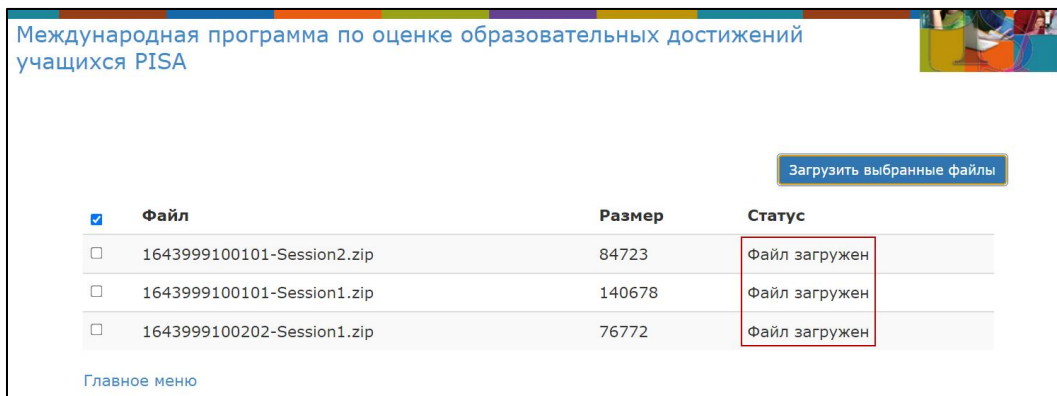 Международная программа по оценке образовательных достижений
учащихся PISA
Загрузить выбранные файлы
Файл Размер Статус
1643999100101-Session2.zip 84723 Файл загружен
1643999100101-Session1.zip 140678 Файл загружен
1643999100202-Session1.zip 76772 Файл загружен
Главное меню